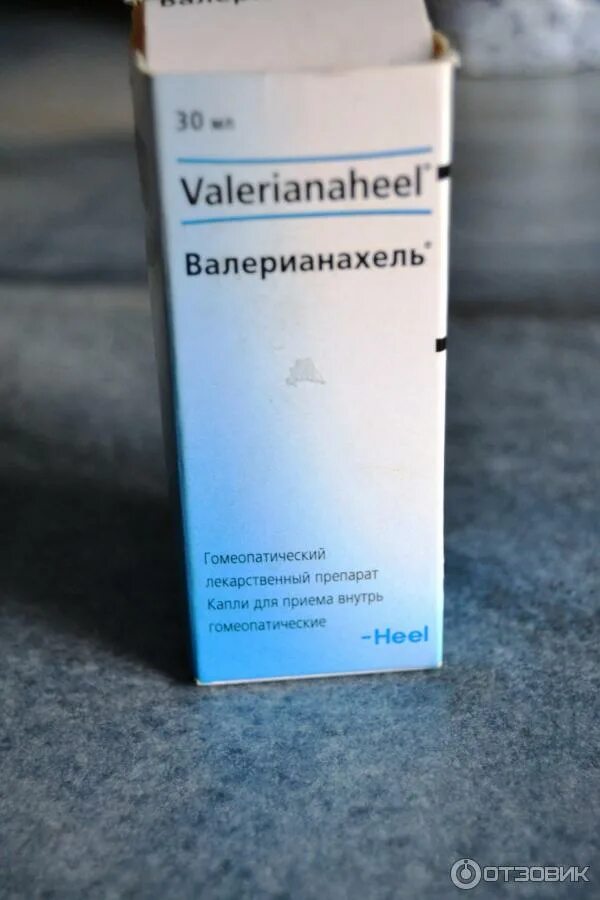 30 мл
Valerianaheel®
Валерианахель®
Гомеопатический
лекарственный препарат
Капли для приема внутрь
гомеопатические
-Heel
ОТЗОВИК